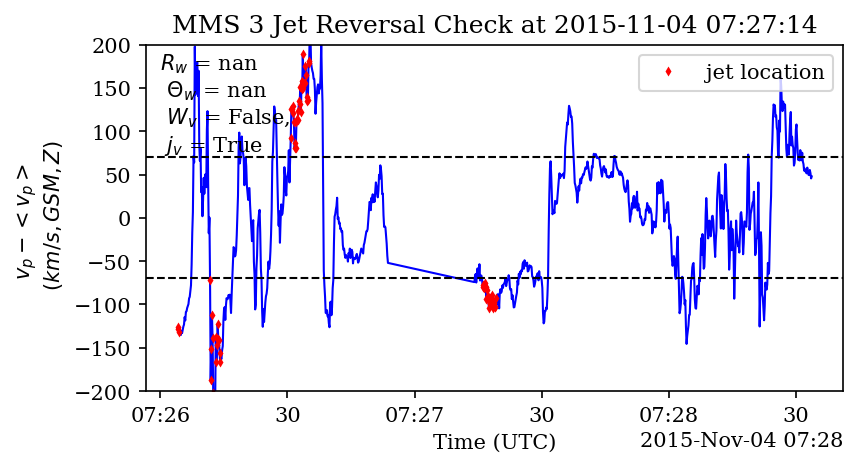 MMS 3 Jet Reversal Check at 2015-11-04 07:27:14
200
150
100
50
0
−50
−100
−150
−200
v_p − <v_p>
(km/s, GSM, Z)
R_w = nan
Θ_w = nan
W_v = False,
j_v = True
jet location
07:26
30
07:27
30
07:28
30
Time (UTC)
2015-Nov-04 07:28